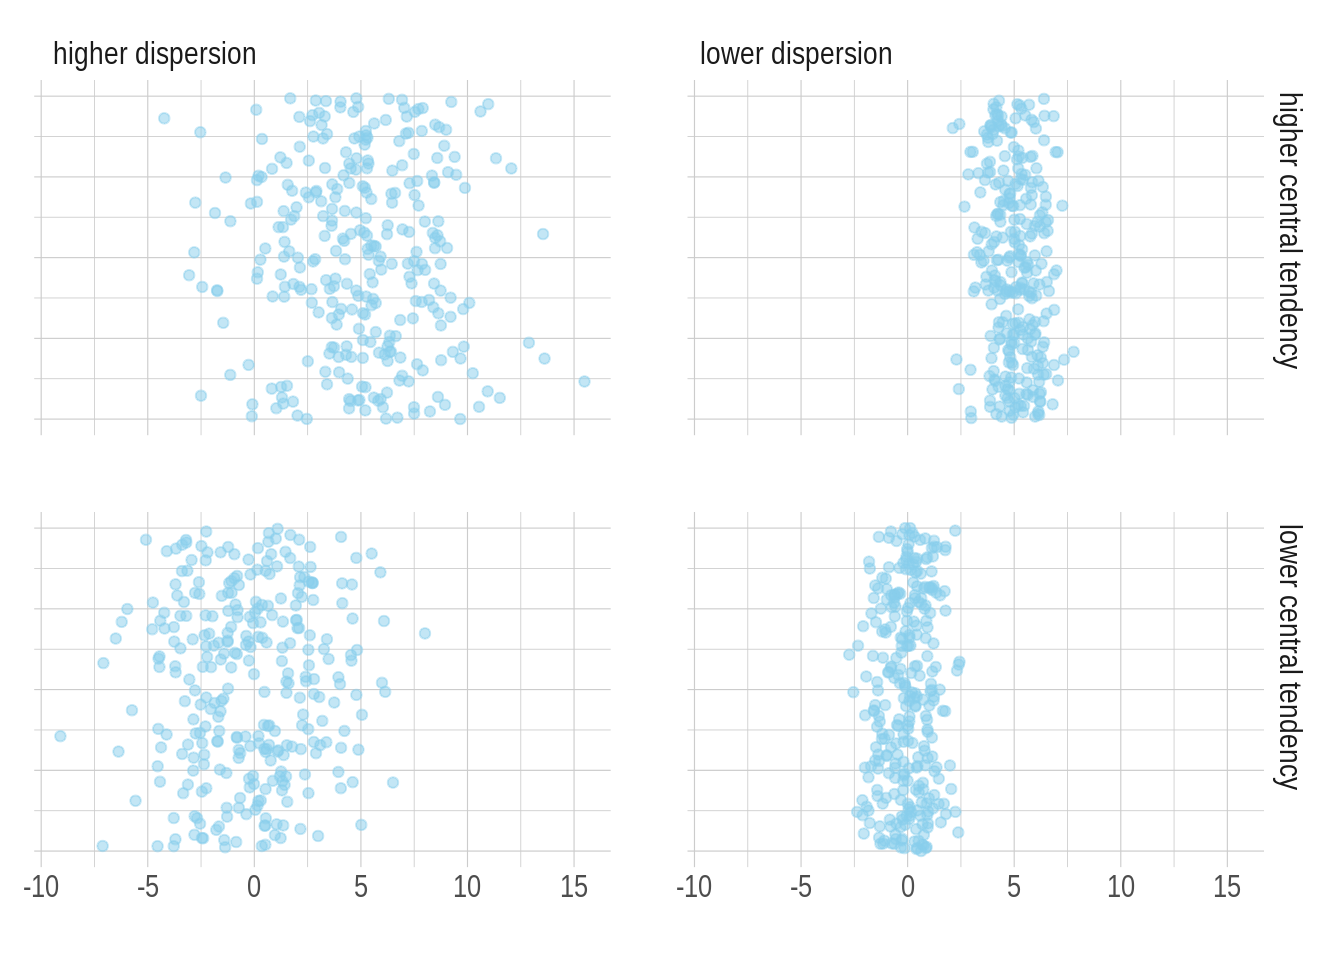 higher dispersion
lower dispersion
higher central tendency
lower central tendency
-10 -5 0 5 10 15
-10 -5 0 5 10 15